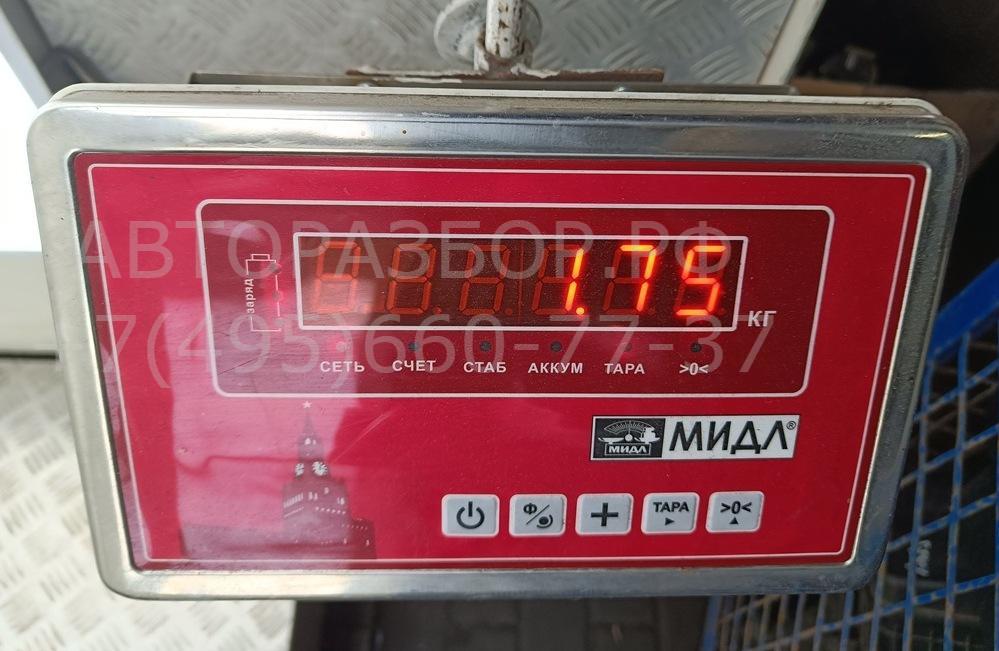 АВТОРАЗБОР.РФ
7(495)660-77-37
заряд
1.75
КГ
СЕТЬ СЧЕТ СТАБ АККУМ ТАРА >0<
МИДЛ МИДЛ®
Ф + ТАРА >0<